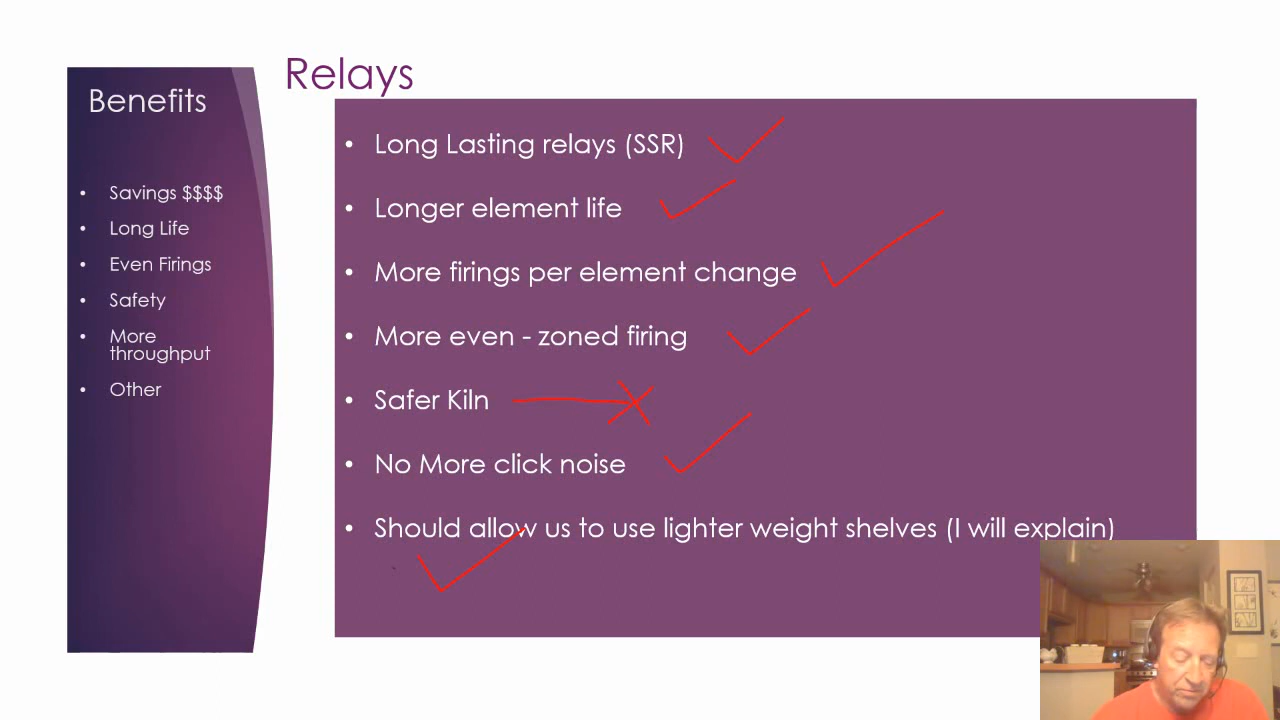 Relays
Benefits
• Savings $$$$
• Long Life
• Even Firings
• Safety
• More
throughput
• Other
• Long Lasting relays (SSR)
• Longer element life
• More firings per element change
• More even - zoned firing
• Safer Kiln
• No More click noise
• Should allow us to use lighter weight shelves (I will explain)